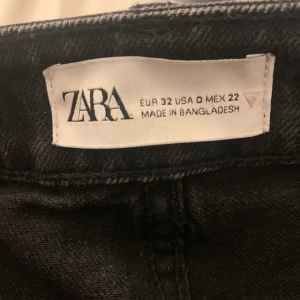 ZARA
EUR 32 USA 0 MEX 22
MADE IN BANGLADESH